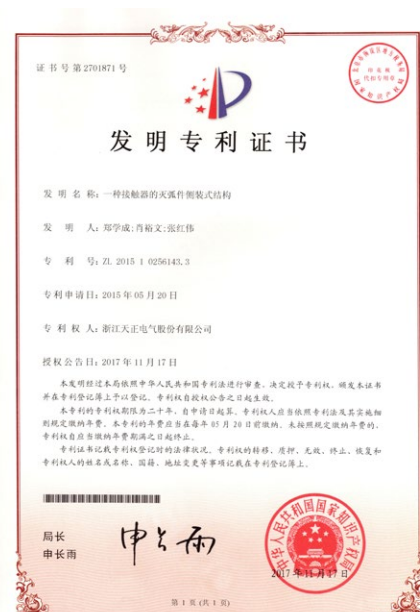 证书号第2701871号
发明专利证书
发 明 名 称：一种接触器的灭弧件侧装式结构
发 明 人：郑学成;肖裕文;张红伟
专 利 号：ZL 2015 1 0256143.3
专利申请日：2015年05月20日
专 利 权 人：浙江天正电气股份有限公司
授权公告日：2017年11月17日
本发明经过本局依照中华人民共和国专利法进行审查，决定授予专利权，颁发本证书
并在专利登记簿上予以登记。专利权自授权公告之日起生效。
本专利的专利权期限为二十年，自申请日起算。专利权人应当依照专利法及其实施细
则规定缴纳年费。本专利的年费应当在每年05月20日前缴纳。未按照规定缴纳年费的，
专利权自应当缴纳年费期满之日起终止。
专利证书记载专利权登记时的法律状况。专利权的转移、质押、无效、终止、恢复和
专利权人的姓名或名称、国籍、地址变更等事项记载在专利登记簿上。
局长
申长雨
申长雨
中华人民共和国国家知识产权局
2017年11月17日
第 1 页 (共 1 页)